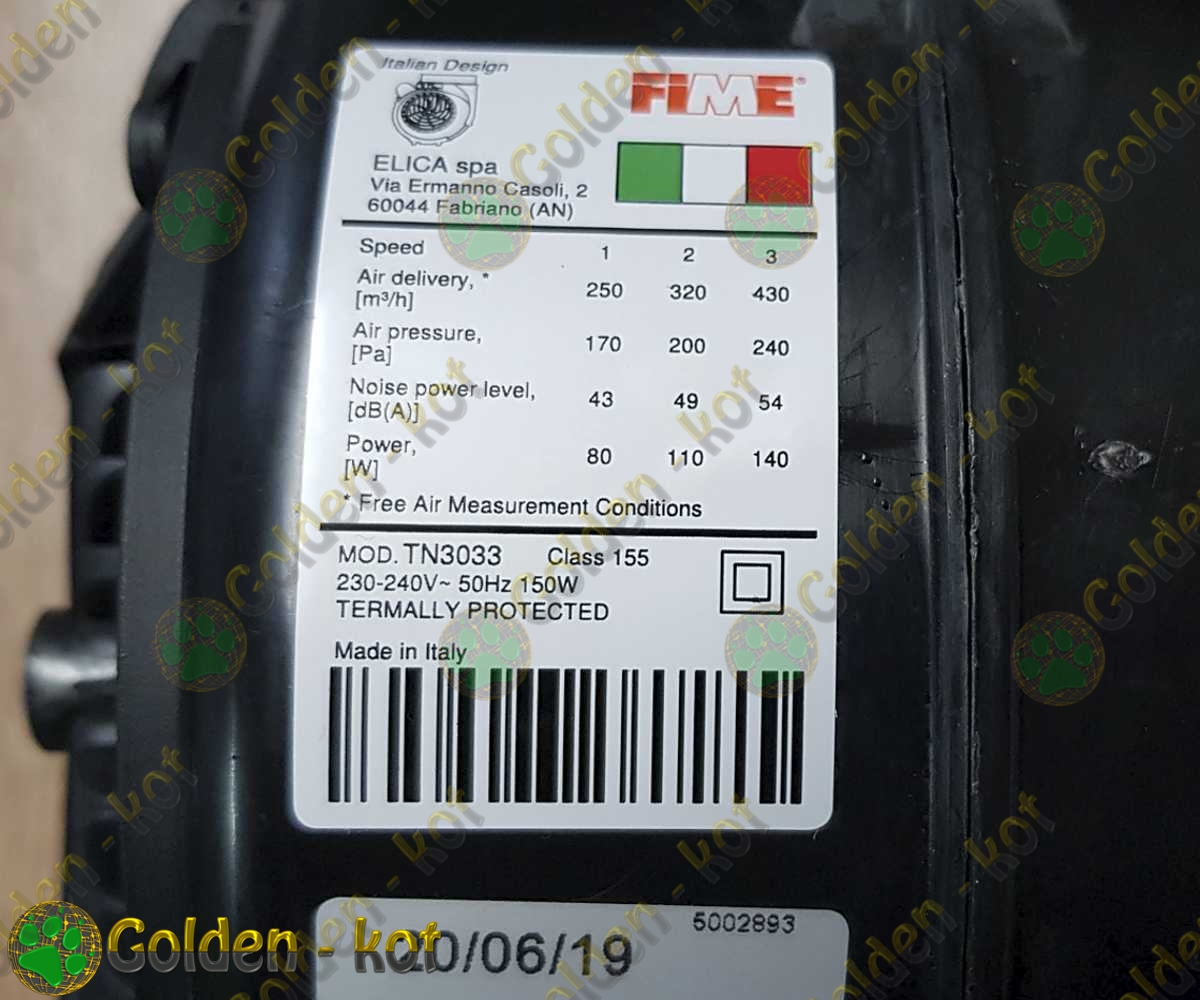 Italian Design
FIME®
ELICA spa
Via Ermanno Casoli, 2
60044 Fabriano (AN)
Speed 1 2 3
Air delivery, *
[m³/h] 250 320 430
Air pressure,
[Pa] 170 200 240
Noise power level,
[dB(A)] 43 49 54
Power,
[W] 80 110 140
* Free Air Measurement Conditions
MOD. TN3033 Class 155
230-240V~ 50Hz 150W
TERMALLY PROTECTED
Made in Italy
5002893
20/06/19
Golden - kot